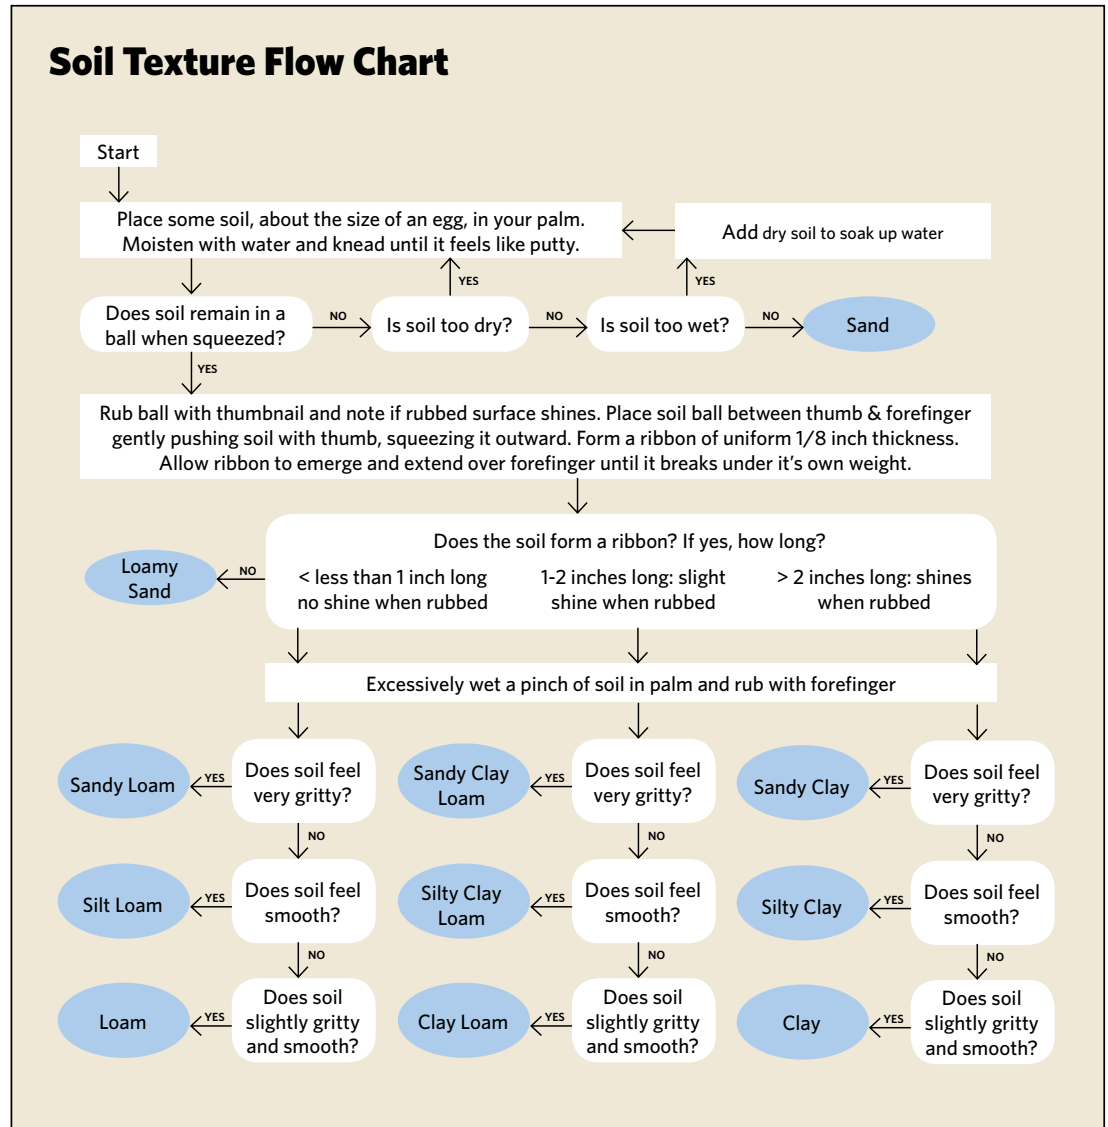 Soil Texture Flow Chart
Start
Place some soil, about the size of an egg, in your palm.
Moisten with water and knead until it feels like putty.
Add dry soil to soak up water
YES
YES
Does soil remain in a
ball when squeezed?
NO
Is soil too dry?
NO
Is soil too wet?
NO
Sand
YES
Rub ball with thumbnail and note if rubbed surface shines. Place soil ball between thumb & forefinger
gently pushing soil with thumb, squeezing it outward. Form a ribbon of uniform 1/8 inch thickness.
Allow ribbon to emerge and extend over forefinger until it breaks under it's own weight.
Does the soil form a ribbon? If yes, how long?
Loamy
Sand
NO
< less than 1 inch long
no shine when rubbed
1-2 inches long: slight
shine when rubbed
> 2 inches long: shines
when rubbed
Excessively wet a pinch of soil in palm and rub with forefinger
Sandy Loam
YES
Does soil feel
very gritty?
Sandy Clay
Loam
YES
Does soil feel
very gritty?
Sandy Clay
YES
Does soil feel
very gritty?
NO
NO
NO
Silt Loam
YES
Does soil feel
smooth?
Silty Clay
Loam
YES
Does soil feel
smooth?
Silty Clay
YES
Does soil feel
smooth?
NO
NO
NO
Loam
YES
Does soil
slightly gritty
and smooth?
Clay Loam
YES
Does soil
slightly gritty
and smooth?
Clay
YES
Does soil
slightly gritty
and smooth?